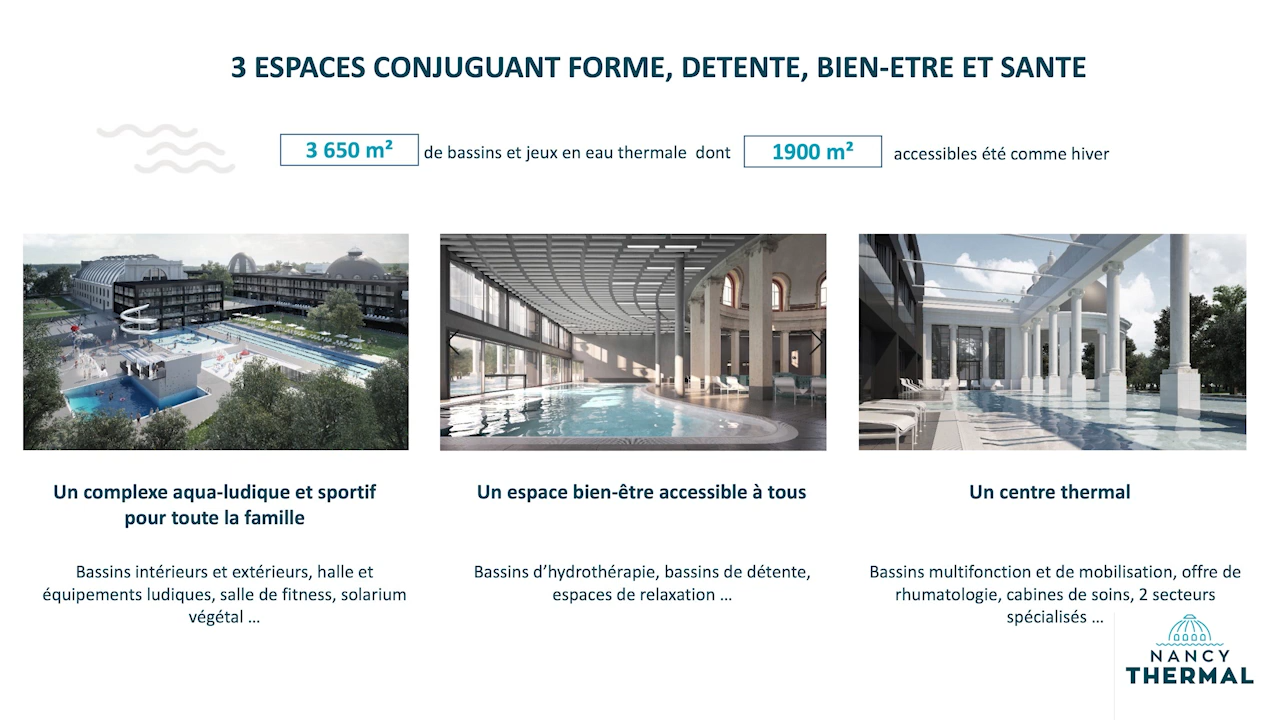 3 ESPACES CONJUGUANT FORME, DETENTE, BIEN-ETRE ET SANTE
3 650 m² de bassins et jeux en eau thermale dont 1900 m² accessibles été comme hiver
Un complexe aqua-ludique et sportif
pour toute la famille
Bassins intérieurs et extérieurs, halle et
équipements ludiques, salle de fitness, solarium
végétal ...
Un espace bien-être accessible à tous
Bassins d’hydrothérapie, bassins de détente,
espaces de relaxation ...
Un centre thermal
Bassins multifonction et de mobilisation, offre de
rhumatologie, cabines de soins, 2 secteurs
spécialisés ...
NANCY
THERMAL